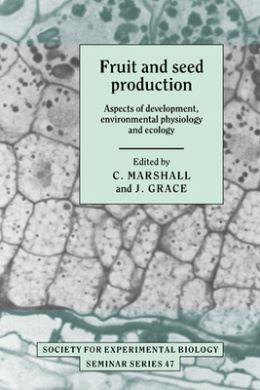 Fruit and seed
production
Aspects of development,
environmental physiology
and ecology
Edited by
C. MARSHALL
and J. GRACE
SOCIETY FOR EXPERIMENTAL BIOLOGY
SEMINAR SERIES 47